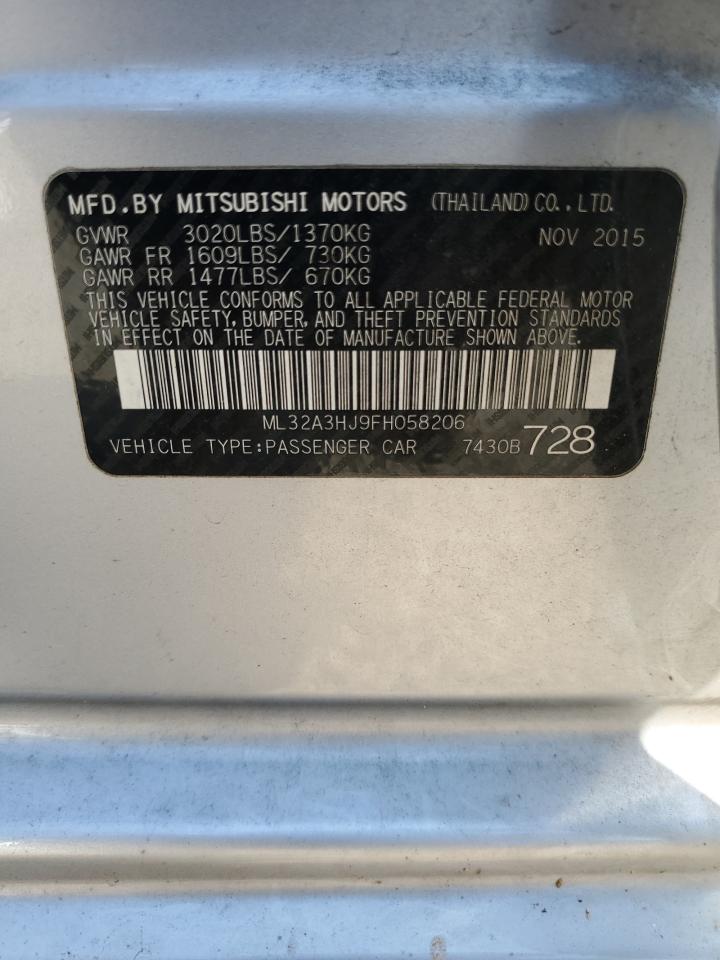 MFD.BY MITSUBISHI MOTORS (THAILAND) CO., LTD.
GVWR 3020LBS/1370KG NOV 2015
GAWR FR 1609LBS/ 730KG
GAWR RR 1477LBS/ 670KG
THIS VEHICLE CONFORMS TO ALL APPLICABLE FEDERAL MOTOR
VEHICLE SAFETY, BUMPER, AND THEFT PREVENTION STANDARDS
IN EFFECT ON THE DATE OF MANUFACTURE SHOWN ABOVE.
ML32A3HJ9FH058206
VEHICLE TYPE:PASSENGER CAR 7430B 728